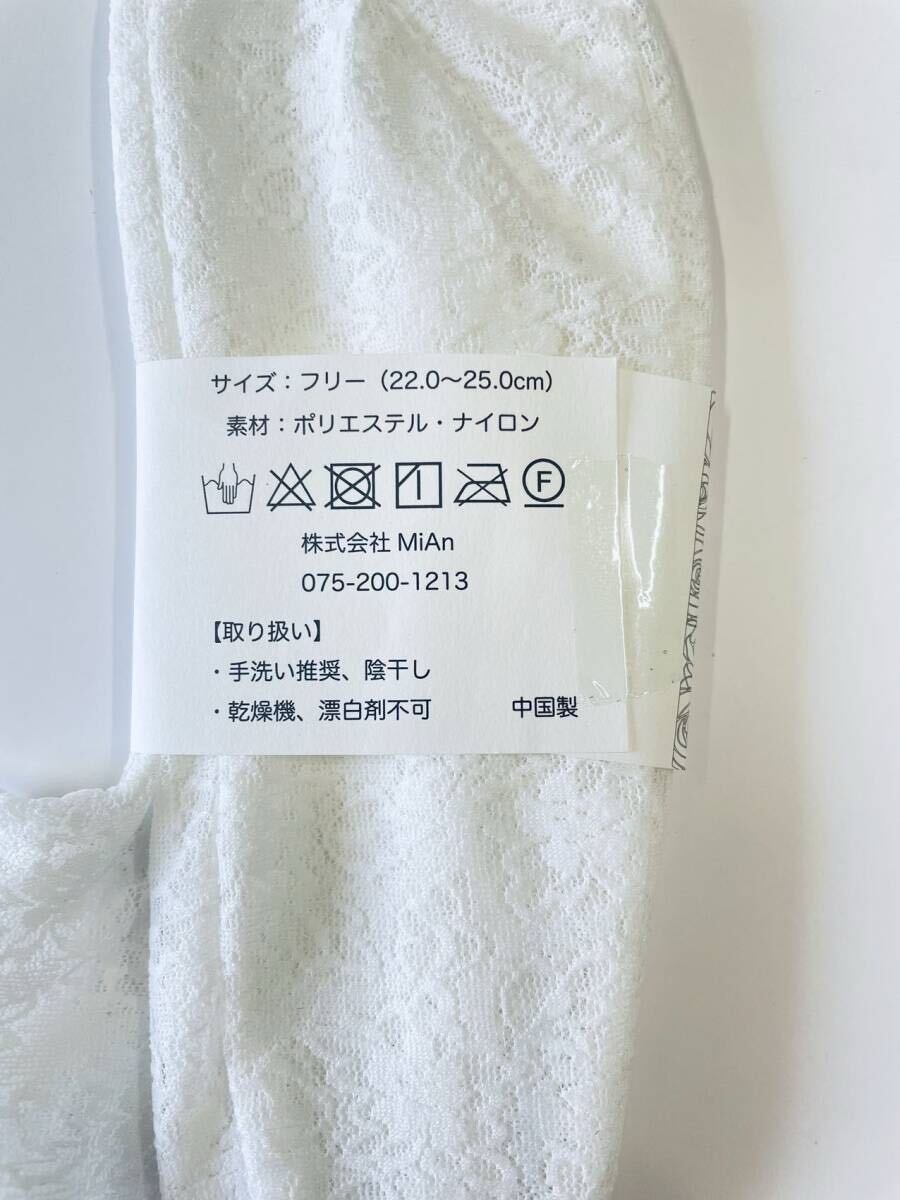 サイズ：フリー（22.0〜25.0cm）
素材：ポリエステル・ナイロン
F
株式会社 MiAn
075-200-1213
【取り扱い】
・手洗い推奨、陰干し
・乾燥機、漂白剤不可 中国製